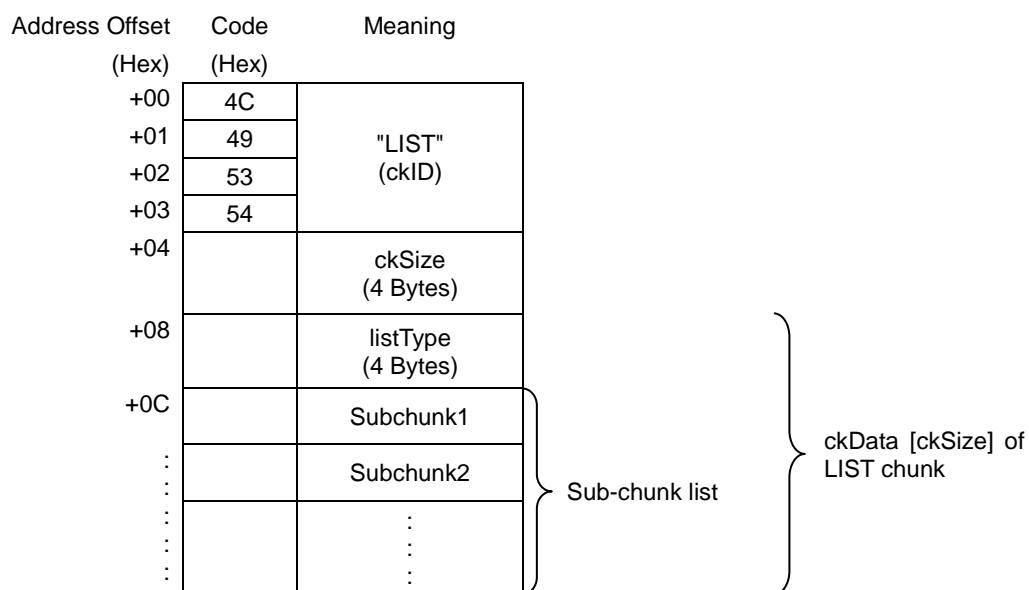 Address Offset Code Meaning
(Hex) (Hex)
+00 4C
+01 49 "LIST"
+02 53 (ckID)
+03 54
+04 ckSize
(4 Bytes)
+08 listType
(4 Bytes)
+0C Subchunk1
ckData [ckSize] of
: Subchunk2 LIST chunk
: Sub-chunk list
: :
: :
: :